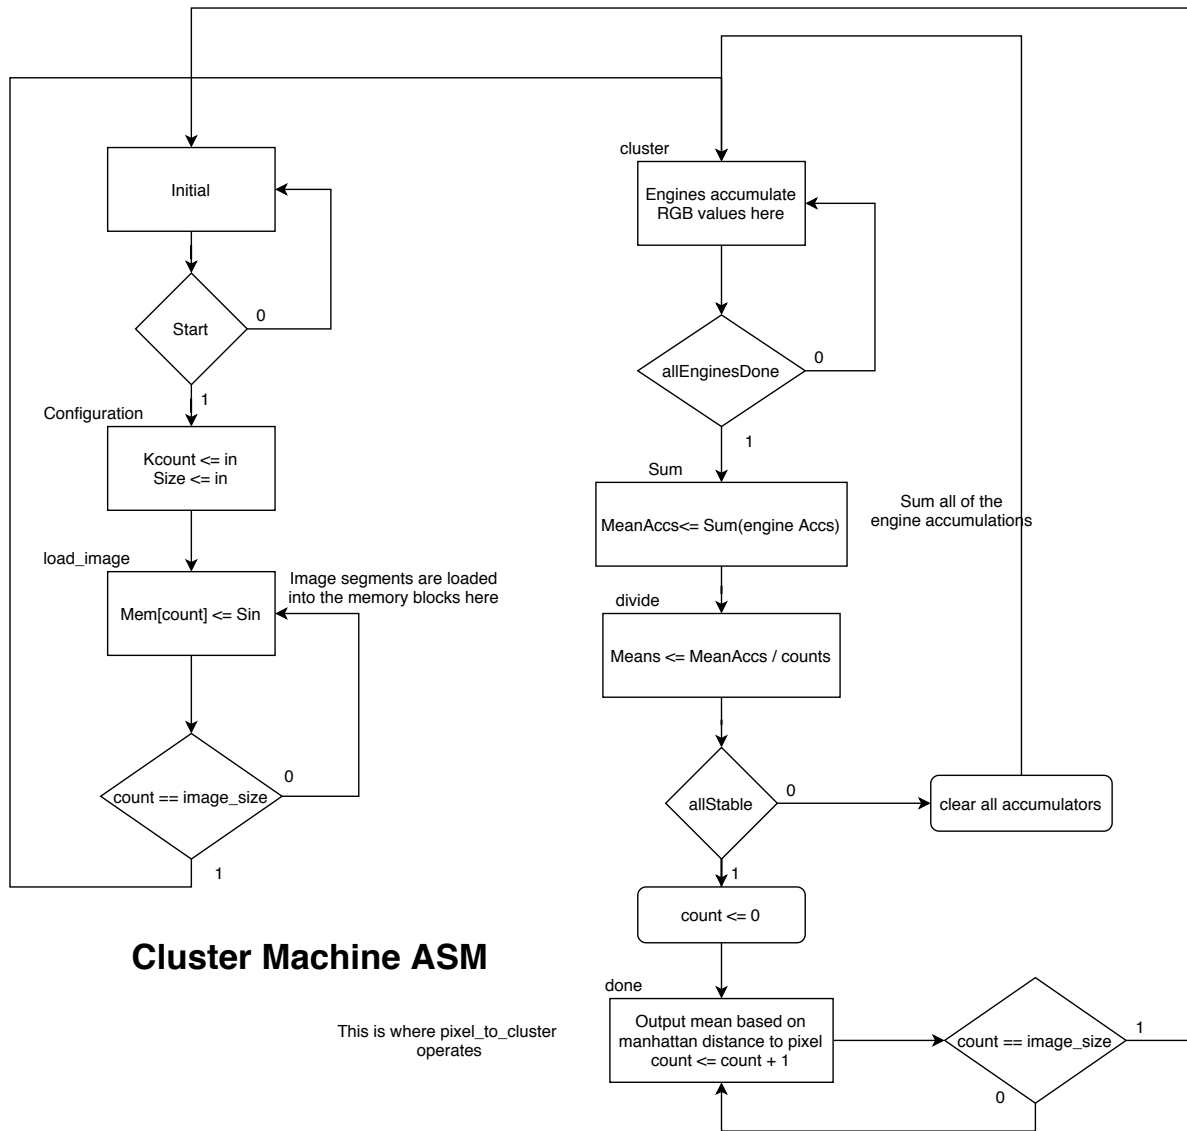 Initial
Start
0
1
Configuration
Kcount <= in
Size <= in
load_image
Image segments are loaded
into the memory blocks here
Mem[count] <= Sin
count == image_size
0
1
cluster
Engines accumulate
RGB values here
allEnginesDone
0
1
Sum
MeanAccs<= Sum(engine Accs)
Sum all of the
engine accumulations
divide
Means <= MeanAccs / counts
allStable
0
clear all accumulators
1
count <= 0
Cluster Machine ASM
done
This is where pixel_to_cluster
operates
Output mean based on
manhattan distance to pixel
count <= count + 1
count == image_size
1
0